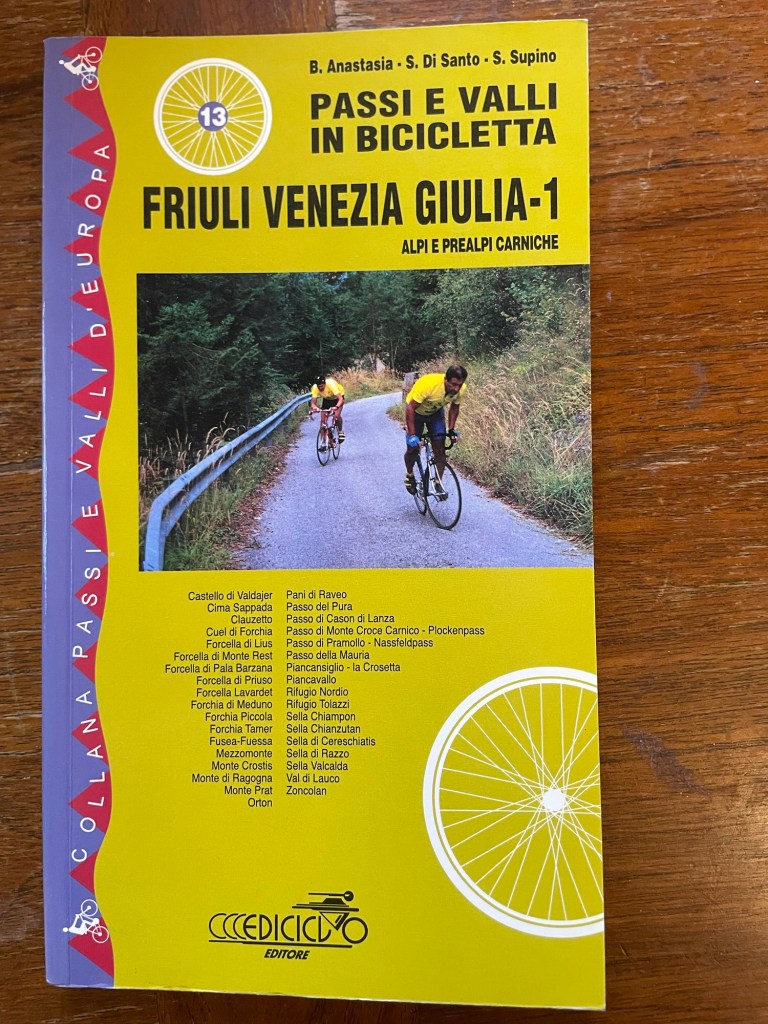 B. Anastasia - S. Di Santo - S. Supino
13
PASSI E VALLI
IN BICICLETTA
FRIULI VENEZIA GIULIA-1
ALPI E PREALPI CARNICHE
COLLANA PASSI E VALLI D'EUROPA
Castello di Valdajer
Cima Sappada
Clauzetto
Cuel di Forchia
Forcella di Lius
Forcella di Monte Rest
Forcella di Pala Barzana
Forcella di Priuso
Forcella Lavardet
Forchia di Meduno
Forchia Piccola
Forchia Tamer
Fusea-Fuessa
Mezzomonte
Monte Crostis
Monte di Ragogna
Monte Prat
Orton
Pani di Raveo
Passo del Pura
Passo di Cason di Lanza
Passo di Monte Croce Carnico - Plockenpass
Passo di Pramollo - Nassfeldpass
Passo della Mauria
Piancansiglio - la Crosetta
Piancavallo
Rifugio Nordio
Rifugio Tolazzi
Sella Chiampon
Sella Chianzutan
Sella di Cereschiatis
Sella di Razzo
Sella Valcalda
Val di Lauco
Zoncolan
EDICICLO
EDITORE